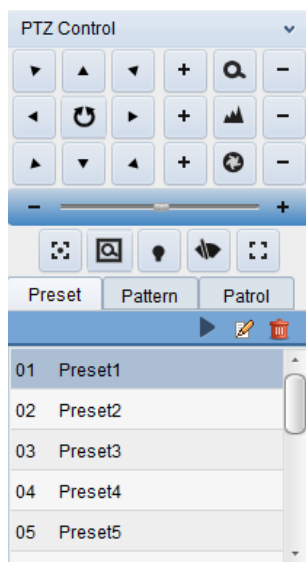 PTZ Control
Preset Pattern Patrol
01 Preset1
02 Preset2
03 Preset3
04 Preset4
05 Preset5